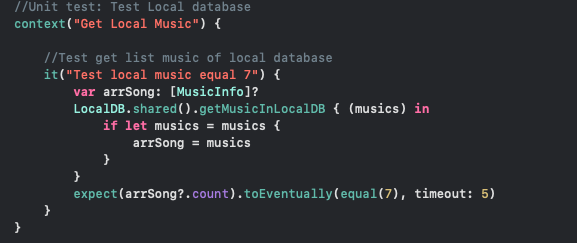 //Unit test: Test Local database
context("Get Local Music") {
//Test get list music of local database
it("Test local music equal 7") {
var arrSong: [MusicInfo]?
LocalDB.shared().getMusicInLocalDB { (musics) in
if let musics = musics {
arrSong = musics
}
}
expect(arrSong?.count).toEventually(equal(7), timeout: 5)
}
}